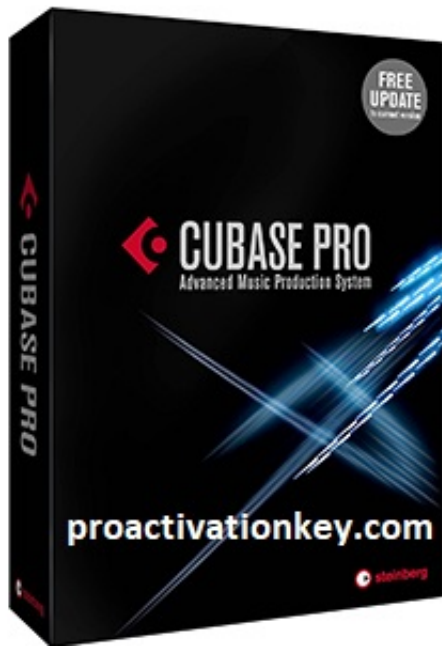 FREE
UPDATE
CUBASE PRO
Advanced Music Production System
CUBASE PRO
proactivationkey.com
steinberg